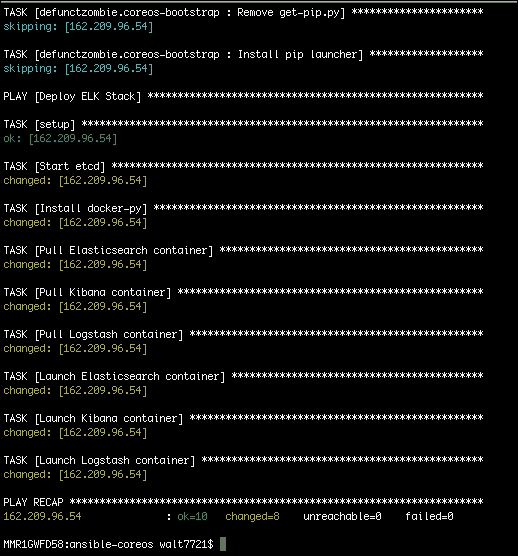 TASK [defunctzombie.coreos-bootstrap : Remove get-pip.py] *********************
skipping: [162.209.96.54]
TASK [defunctzombie.coreos-bootstrap : Install pip launcher] ******************
skipping: [162.209.96.54]
PLAY [Deploy ELK Stack] *******************************************************
TASK [setup] ******************************************************************
ok: [162.209.96.54]
TASK [Start etcd] *************************************************************
changed: [162.209.96.54]
TASK [Install docker-py] ******************************************************
changed: [162.209.96.54]
TASK [Pull Elasticsearch container] *******************************************
changed: [162.209.96.54]
TASK [Pull Kibana container] **************************************************
changed: [162.209.96.54]
TASK [Pull Logstash container] ************************************************
changed: [162.209.96.54]
TASK [Launch Elasticsearch container] *****************************************
changed: [162.209.96.54]
TASK [Launch Kibana container] ************************************************
changed: [162.209.96.54]
TASK [Launch Logstash container] **********************************************
changed: [162.209.96.54]
PLAY RECAP ********************************************************************
162.209.96.54              : ok=10   changed=8    unreachable=0    failed=0
MMR1GWFD58:ansible-coreos walt7721$